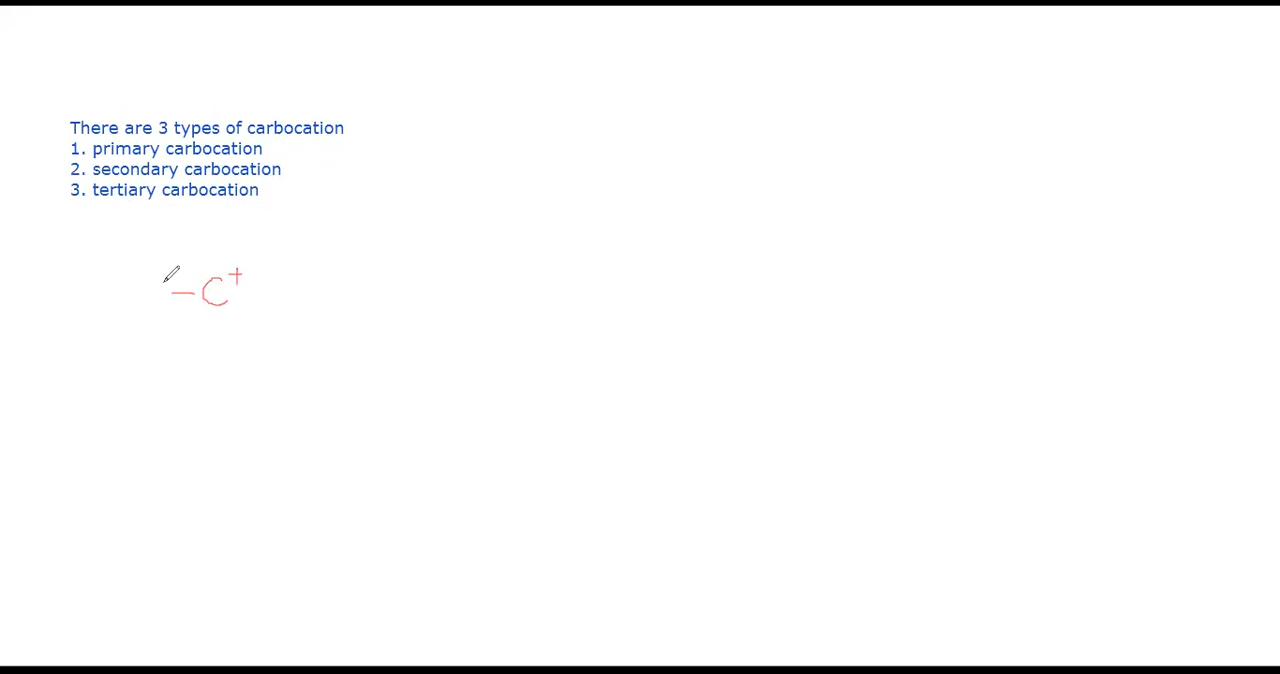 There are 3 types of carbocation
1. primary carbocation
2. secondary carbocation
3. tertiary carbocation
–C⁺